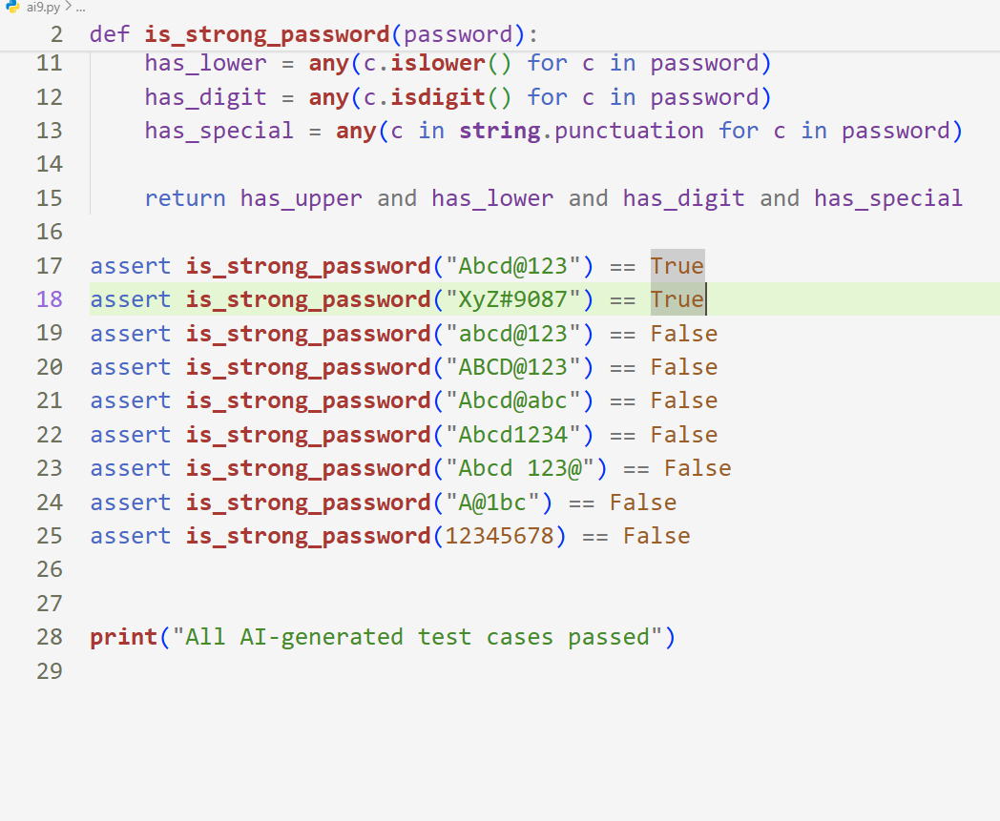 ai9.py > ...
2 def is_strong_password(password):
11     has_lower = any(c.islower() for c in password)
12     has_digit = any(c.isdigit() for c in password)
13     has_special = any(c in string.punctuation for c in password)
14
15     return has_upper and has_lower and has_digit and has_special
16
17 assert is_strong_password("Abcd@123") == True
18 assert is_strong_password("XyZ#9087") == True
19 assert is_strong_password("abcd@123") == False
20 assert is_strong_password("ABCD@123") == False
21 assert is_strong_password("Abcd@abc") == False
22 assert is_strong_password("Abcd1234") == False
23 assert is_strong_password("Abcd 123@") == False
24 assert is_strong_password("A@1bc") == False
25 assert is_strong_password(12345678) == False
26
27
28 print("All AI-generated test cases passed")
29